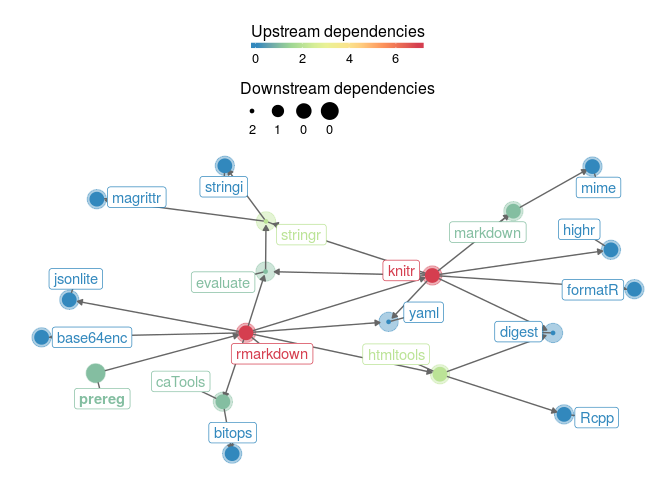 Upstream dependencies
0 2 4 6
Downstream dependencies
2 1 0 0
stringi
mime
magrittr
highr
markdown
stringr
knitr
jsonlite
evaluate
formatR
yaml
digest
base64enc
rmarkdown
htmltools
caTools
prereg
Rcpp
bitops